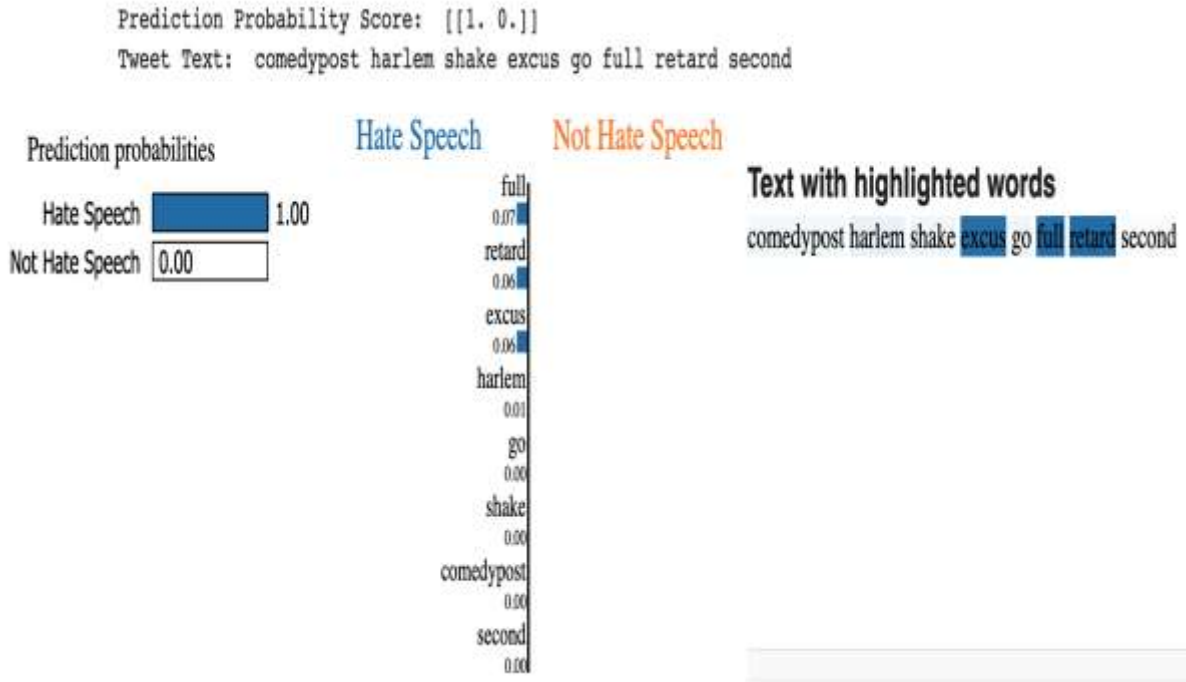 Prediction Probability Score: [[1. 0.]]
Tweet Text: comedypost harlem shake excus go full retard second
Prediction probabilities
Hate Speech 1.00
Not Hate Speech 0.00
Hate Speech Not Hate Speech
full
0.07
retard
0.06
excus
0.06
harlem
0.01
go
0.00
shake
0.00
comedypost
0.00
second
0.00
Text with highlighted words
comedypost harlem shake excus go full retard second